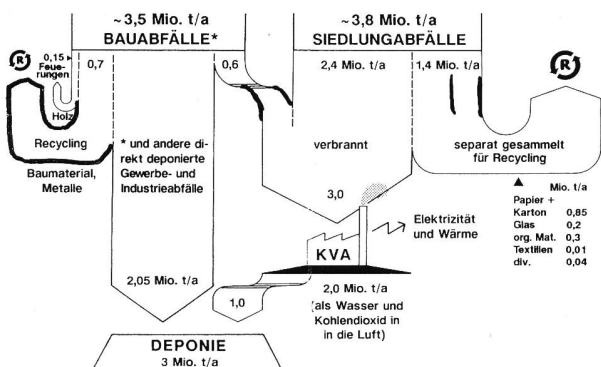 ~3,5 Mio. t/a
BAUABFÄLLE*
~3,8 Mio. t/a
SIEDLUNGABFÄLLE
R
0,15
Feue-
rungen
Holz
0,7
0,6
2,4 Mio. t/a
1,4 Mio. t/a
R
Recycling
Baumaterial,
Metalle
* und andere di-
rekt deponierte
Gewerbe- und
Industrieabfälle
verbrannt
separat gesammelt
für Recycling
3,0
Mio. t/a
Papier +
Karton 0,85
Glas 0,2
org. Mat. 0,3
Textilien 0,01
div. 0,04
Elektrizität
und Wärme
KVA
2,05 Mio. t/a
1,0
2,0 Mio. t/a
(als Wasser und
Kohlendioxid in
in die Luft)
DEPONIE
3 Mio. t/a